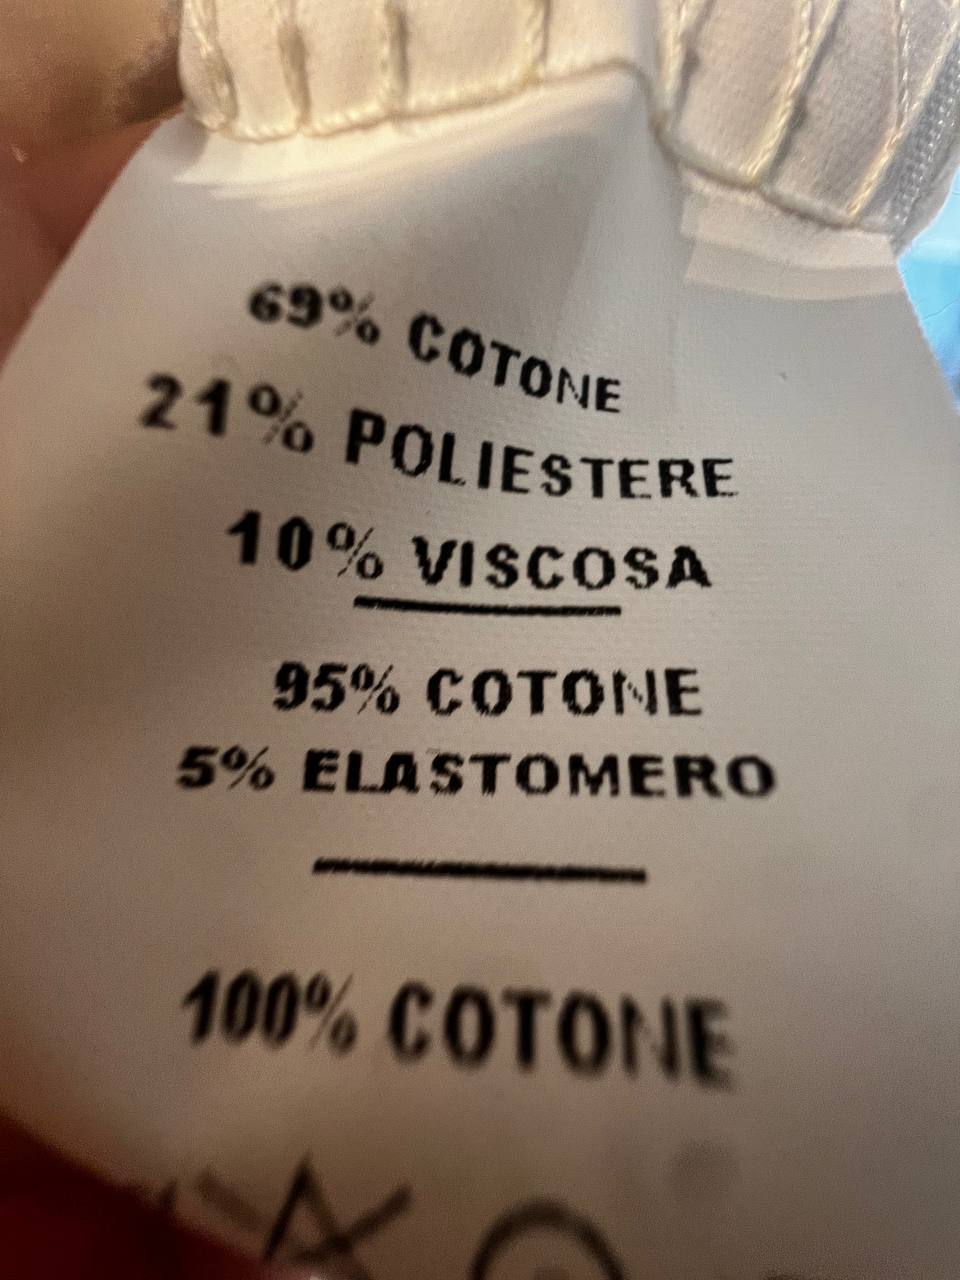 69% COTONE
21% POLIESTERE
10% VISCOSA
95% COTONE
5% ELASTOMERO
100% COTONE